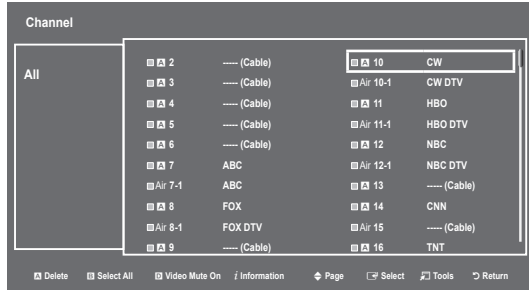 Channel
All
A 2 ----- (Cable)
A 3 ----- (Cable)
A 4 ----- (Cable)
A 5 ----- (Cable)
A 6 ----- (Cable)
A 7 ABC
Air 7-1 ABC
A 8 FOX
Air 8-1 FOX DTV
A 9 ----- (Cable)
A 10 CW
Air 10-1 CW DTV
A 11 HBO
Air 11-1 HBO DTV
A 12 NBC
Air 12-1 NBC DTV
A 13 ----- (Cable)
A 14 CNN
Air 15 ----- (Cable)
A 16 TNT
A Delete B Select All D Video Mute On i Information Page Select Tools Return